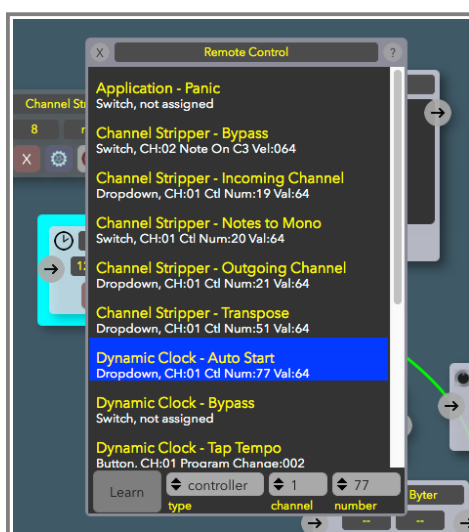 X Remote Control ?
Application - Panic
Switch, not assigned
Channel Stripper - Bypass
Switch, CH:02 Note On C3 Vel:064
Channel Stripper - Incoming Channel
Dropdown, CH:01 Ctl Num:19 Val:64
Channel Stripper - Notes to Mono
Switch, CH:01 Ctl Num:20 Val:64
Channel Stripper - Outgoing Channel
Dropdown, CH:01 Ctl Num:21 Val:64
Channel Stripper - Transpose
Dropdown, CH:01 Ctl Num:51 Val:64
Dynamic Clock - Auto Start
Dropdown, CH:01 Ctl Num:77 Val:64
Dynamic Clock - Bypass
Switch, not assigned
Dynamic Clock - Tap Tempo
Button, CH:01 Program Change:002
Learn controller 1 77
type channel number
Channel
8
X
Byter
-- --